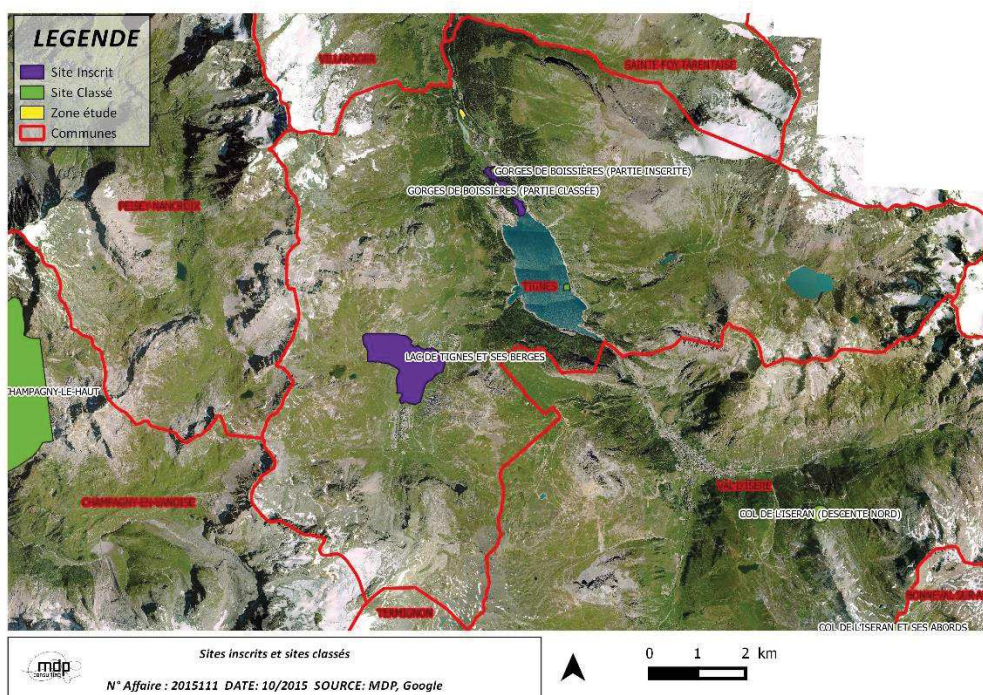 LEGENDE
Site Inscrit
Site Classé
Zone étude
Communes
VILLAROGER
SAINTE-FOY-TARENTAISE
GORGES DE BOISSIÈRES (PARTIE INSCRITE)
GORGES DE BOISSIÈRES (PARTIE CLASSÉE)
PEISEY-NANCROIX
TIGNES
LAC DE TIGNES ET SES BERGES
CHAMPAGNY-LE-HAUT
VAL-D'ISERE
CHAMPAGNY-EN-VANOISE
COL DE L'ISERAN (DESCENTE NORD)
BONNEVAL-SUR-A
TERMIGNON
COL DE L'ISERAN ET SES ABORDS
mdp
CONSULTING
Sites inscrits et sites classés
N° Affaire : 2015111 DATE: 10/2015 SOURCE: MDP, Google
0 1 2 km